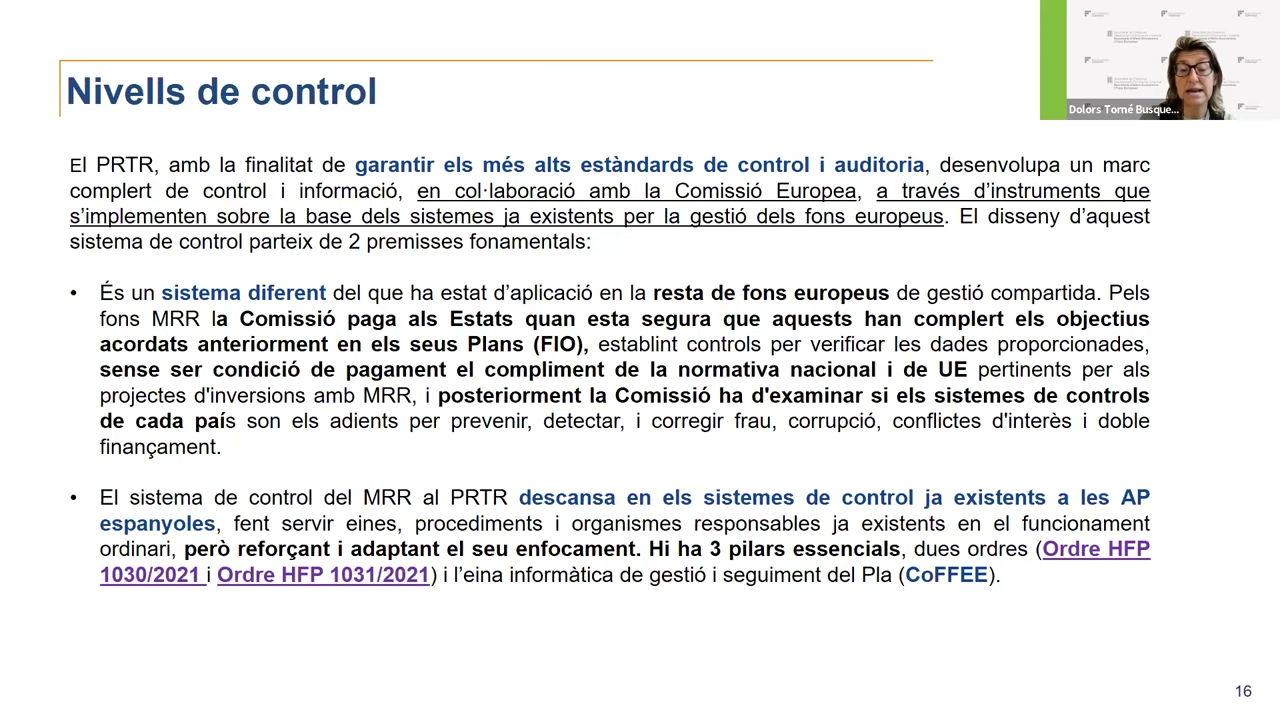 Nivells de control
Dolors Torné Busque...
El PRTR, amb la finalitat de garantir els més alts estàndards de control i auditoria, desenvolupa un marc
complert de control i informació, en col·laboració amb la Comissió Europea, a través d’instruments que
s’implementen sobre la base dels sistemes ja existents per la gestió dels fons europeus. El disseny d’aquest
sistema de control parteix de 2 premisses fonamentals:
• És un sistema diferent del que ha estat d’aplicació en la resta de fons europeus de gestió compartida. Pels
fons MRR la Comissió paga als Estats quan esta segura que aquests han complert els objectius
acordats anteriorment en els seus Plans (FIO), establint controls per verificar les dades proporcionades,
sense ser condició de pagament el compliment de la normativa nacional i de UE pertinents per als
projectes d'inversions amb MRR, i posteriorment la Comissió ha d'examinar si els sistemes de controls
de cada país son els adients per prevenir, detectar, i corregir frau, corrupció, conflictes d'interès i doble
finançament.
• El sistema de control del MRR al PRTR descansa en els sistemes de control ja existents a les AP
espanyoles, fent servir eines, procediments i organismes responsables ja existents en el funcionament
ordinari, però reforçant i adaptant el seu enfocament. Hi ha 3 pilars essencials, dues ordres (Ordre HFP
1030/2021 i Ordre HFP 1031/2021) i l’eina informàtica de gestió i seguiment del Pla (CoFFEE).
16